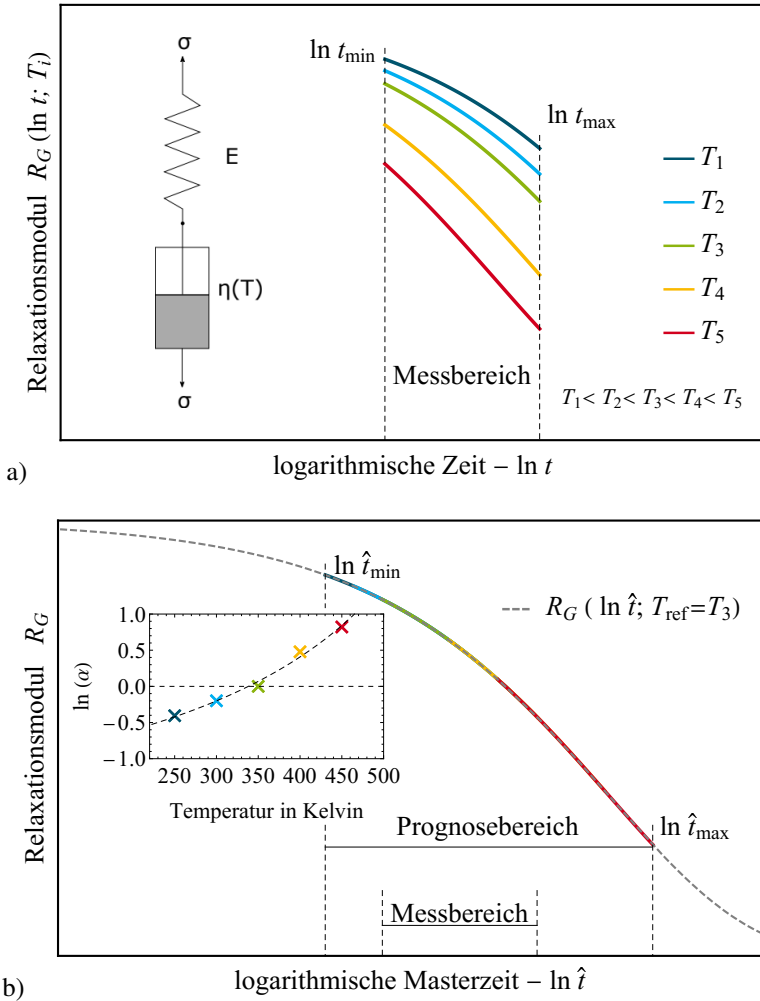 Relaxationsmodul R_G (ln t; T_i)
σ
E
η(T)
σ
ln t_min
ln t_max
T_1
T_2
T_3
T_4
T_5
Messbereich
T_1 < T_2 < T_3 < T_4 < T_5
logarithmische Zeit – ln t
a)
Relaxationsmodul R_G
ln t̂_min
R_G ( ln t̂; T_ref=T_3)
ln (α)
1.0
0.5
0.0
−0.5
−1.0
250 300 350 400 450 500
Temperatur in Kelvin
Prognosebereich
ln t̂_max
Messbereich
logarithmische Masterzeit – ln t̂
b)